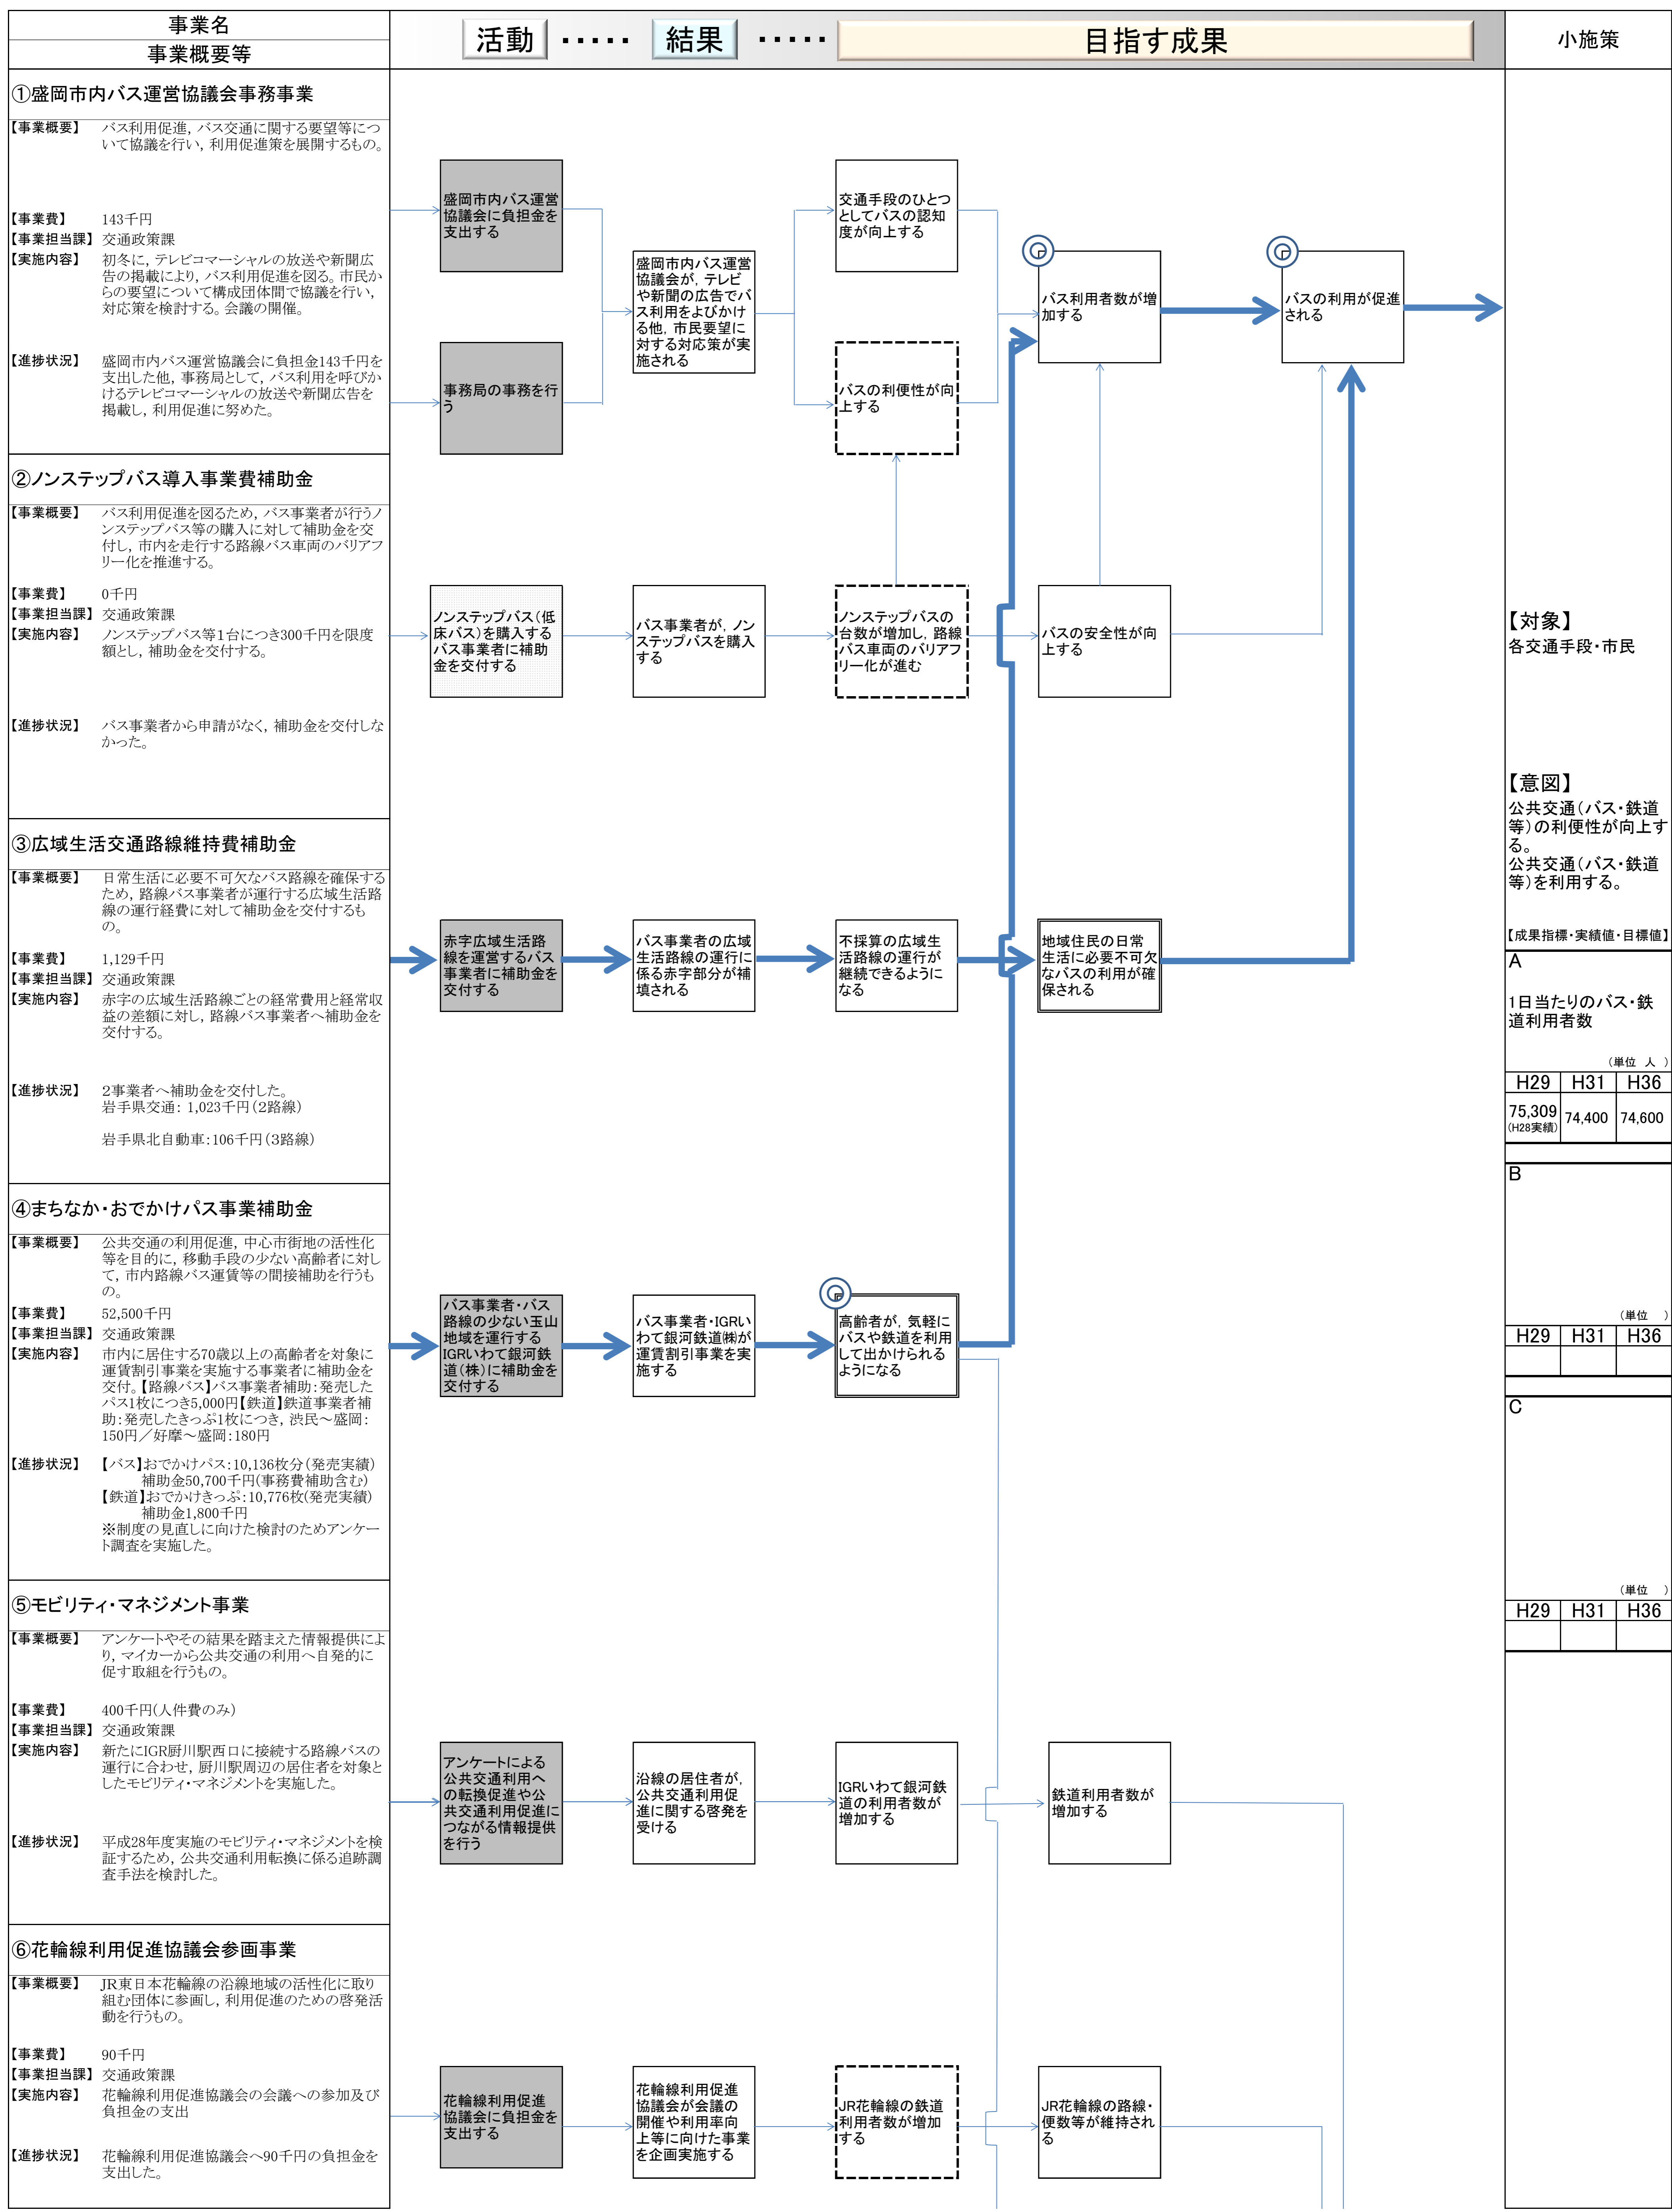 事業名
事業概要等
活動 ・・・・・ 結果 ・・・・・ 目指す成果
小施策
①盛岡市内バス運営協議会事務事業
【事業概要】 バス利用促進，バス交通に関する要望等につ
いて協議を行い，利用促進策を展開するもの。
【事業費】 143千円
【事業担当課】 交通政策課
【実施内容】 初冬に，テレビコマーシャルの放送や新聞広
告の掲載により，バス利用促進を図る。市民か
らの要望について構成団体間で協議を行い，
対応策を検討する。会議の開催。
【進捗状況】 盛岡市内バス運営協議会に負担金143千円を
支出した他，事務局として，バス利用を呼びか
けるテレビコマーシャルの放送や新聞広告を
掲載し，利用促進に努めた。
盛岡市内バス運営
協議会に負担金を
支出する
事務局の事務を行
う
盛岡市内バス運営
協議会が，テレビ
や新聞の広告でバ
ス利用をよびかけ
る他，市民要望に
対する対応策が実
施される
交通手段のひとつ
としてバスの認知
度が向上する
バスの利便性が向
上する
バス利用者数が増
加する
バスの利用が促進
される
②ノンステップバス導入事業費補助金
【事業概要】 バス利用促進を図るため，バス事業者が行うノ
ンステップバス等の購入に対して補助金を交
付し，市内を走行する路線バス車両のバリアフ
リー化を推進する。
【事業費】 0千円
【事業担当課】 交通政策課
【実施内容】 ノンステップバス等1台につき300千円を限度
額とし，補助金を交付する。
【進捗状況】 バス事業者から申請がなく，補助金を交付しな
かった。
ノンステップバス（低
床バス）を購入する
バス事業者に補助
金を交付する
バス事業者が，ノン
ステップバスを購入
する
ノンステップバスの
台数が増加し，路線
バス車両のバリアフ
リー化が進む
バスの安全性が向
上する
③広域生活交通路線維持費補助金
【事業概要】 日常生活に必要不可欠なバス路線を確保する
ため，路線バス事業者が運行する広域生活路
線の運行経費に対して補助金を交付するも
の。
【事業費】 1,129千円
【事業担当課】 交通政策課
【実施内容】 赤字の広域生活路線ごとの経常費用と経常収
益の差額に対し，路線バス事業者へ補助金を
交付する。
【進捗状況】 2事業者へ補助金を交付した。
岩手県交通： 1,023千円（2路線）
岩手県北自動車：106千円（3路線）
赤字広域生活路
線を運営するバス
事業者に補助金を
交付する
バス事業者の広域
生活路線の運行に
係る赤字部分が補
填される
不採算の広域生
活路線の運行が
継続できるように
なる
地域住民の日常
生活に必要不可欠
なバスの利用が確
保される
④まちなか・おでかけパス事業補助金
【事業概要】 公共交通の利用促進，中心市街地の活性化
等を目的に，移動手段の少ない高齢者に対し
て，市内路線バス運賃等の間接補助を行うも
の。
【事業費】 52,500千円
【事業担当課】 交通政策課
【実施内容】 市内に居住する70歳以上の高齢者を対象に
運賃割引事業を実施する事業者に補助金を
交付。【路線バス】バス事業者補助：発売した
パス1枚につき5,000円【鉄道】鉄道事業者補
助：発売したきっぷ1枚につき，渋民～盛岡：
150円／好摩～盛岡：180円
【進捗状況】 【バス】おでかけパス：10,136枚分（発売実績）
補助金50,700千円(事務費補助含む)
【鉄道】おでかけきっぷ：10,776枚(発売実績)
補助金1,800千円
※制度の見直しに向けた検討のためアンケー
ト調査を実施した。
バス事業者・バス
路線の少ない玉山
地域を運行する
IGRいわて銀河鉄
道（株）に補助金を
交付する
バス事業者・IGRい
わて銀河鉄道㈱が
運賃割引事業を実
施する
高齢者が，気軽に
バスや鉄道を利用
して出かけられる
ようになる
⑤モビリティ・マネジメント事業
【事業概要】 アンケートやその結果を踏まえた情報提供によ
り，マイカーから公共交通の利用へ自発的に
促す取組を行うもの。
【事業費】 400千円(人件費のみ)
【事業担当課】 交通政策課
【実施内容】 新たにIGR厨川駅西口に接続する路線バスの
運行に合わせ，厨川駅周辺の居住者を対象と
したモビリティ・マネジメントを実施した。
【進捗状況】 平成28年度実施のモビリティ・マネジメントを検
証するため，公共交通利用転換に係る追跡調
査手法を検討した。
アンケートによる
公共交通利用へ
の転換促進や公
共交通利用促進に
つながる情報提供
を行う
沿線の居住者が，
公共交通利用促
進に関する啓発を
受ける
IGRいわて銀河鉄
道の利用者数が
増加する
鉄道利用者数が
増加する
⑥花輪線利用促進協議会参画事業
【事業概要】 JR東日本花輪線の沿線地域の活性化に取り
組む団体に参画し，利用促進のための啓発活
動を行うもの。
【事業費】 90千円
【事業担当課】 交通政策課
【実施内容】 花輪線利用促進協議会の会議への参加及び
負担金の支出
【進捗状況】 花輪線利用促進協議会へ90千円の負担金を
支出した。
花輪線利用促進
協議会に負担金を
支出する
花輪線利用促進
協議会が会議の
開催や利用率向
上等に向けた事業
を企画実施する
JR花輪線の鉄道
利用者数が増加
する
JR花輪線の路線・
便数等が維持され
る
【対象】
各交通手段・市民
【意図】
公共交通（バス・鉄道
等）の利便性が向上す
る。
公共交通（バス・鉄道
等）を利用する。
【成果指標・実績値・目標値】
A
1日当たりのバス・鉄
道利用者数
（単位 人 ）
H29 H31 H36
75,309 74,400 74,600
(H28実績)
B
（単位 ）
H29 H31 H36
C
（単位 ）
H29 H31 H36